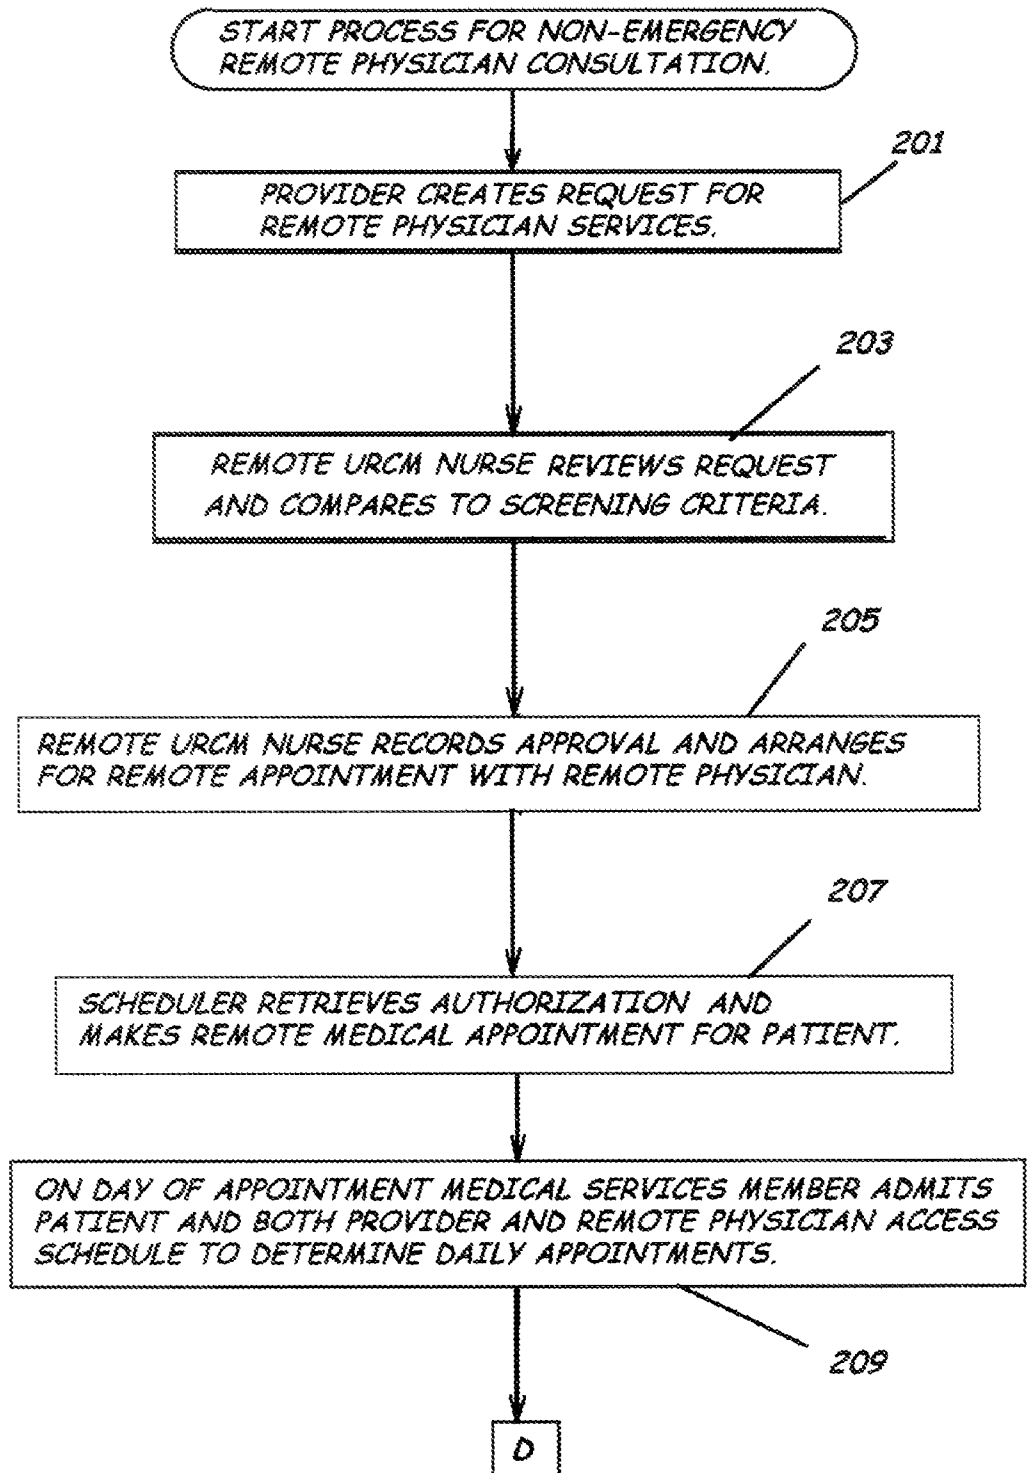 START PROCESS FOR NON-EMERGENCY
REMOTE PHYSICIAN CONSULTATION.
201
PROVIDER CREATES REQUEST FOR
REMOTE PHYSICIAN SERVICES.
203
REMOTE URCM NURSE REVIEWS REQUEST
AND COMPARES TO SCREENING CRITERIA.
205
REMOTE URCM NURSE RECORDS APPROVAL AND ARRANGES
FOR REMOTE APPOINTMENT WITH REMOTE PHYSICIAN.
207
SCHEDULER RETRIEVES AUTHORIZATION AND
MAKES REMOTE MEDICAL APPOINTMENT FOR PATIENT.
ON DAY OF APPOINTMENT MEDICAL SERVICES MEMBER ADMITS
PATIENT AND BOTH PROVIDER AND REMOTE PHYSICIAN ACCESS
SCHEDULE TO DETERMINE DAILY APPOINTMENTS.
209
D